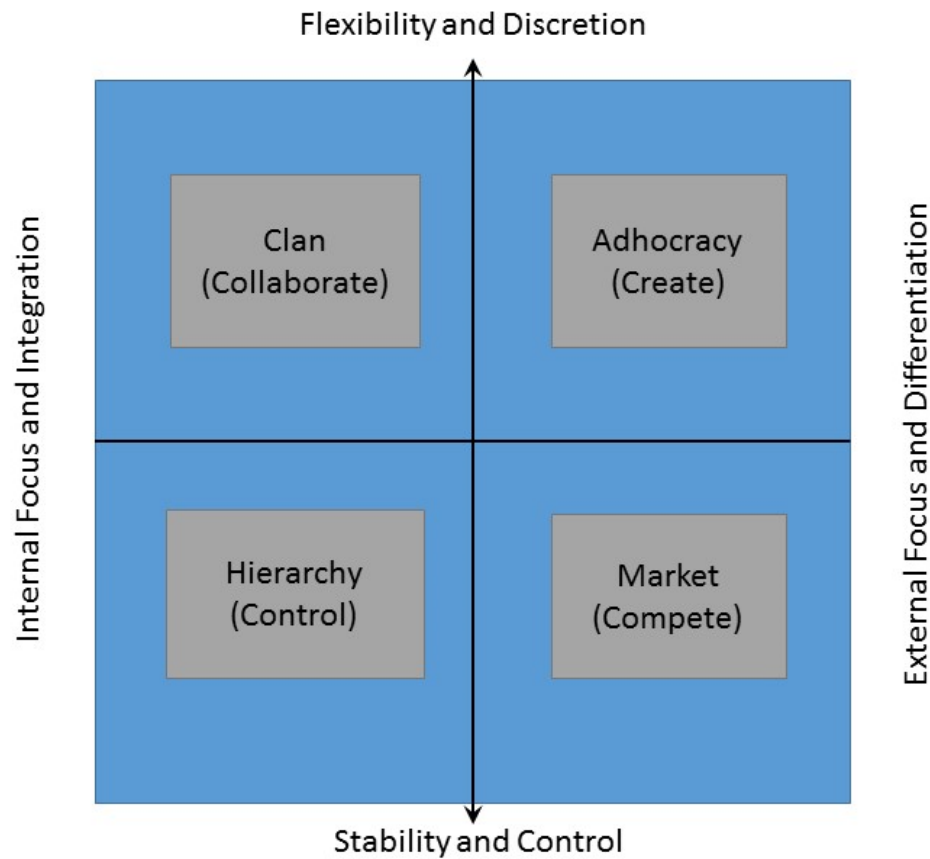 Flexibility and Discretion
Internal Focus and Integration
Clan
(Collaborate)
Adhocracy
(Create)
External Focus and Differentiation
Hierarchy
(Control)
Market
(Compete)
Stability and Control